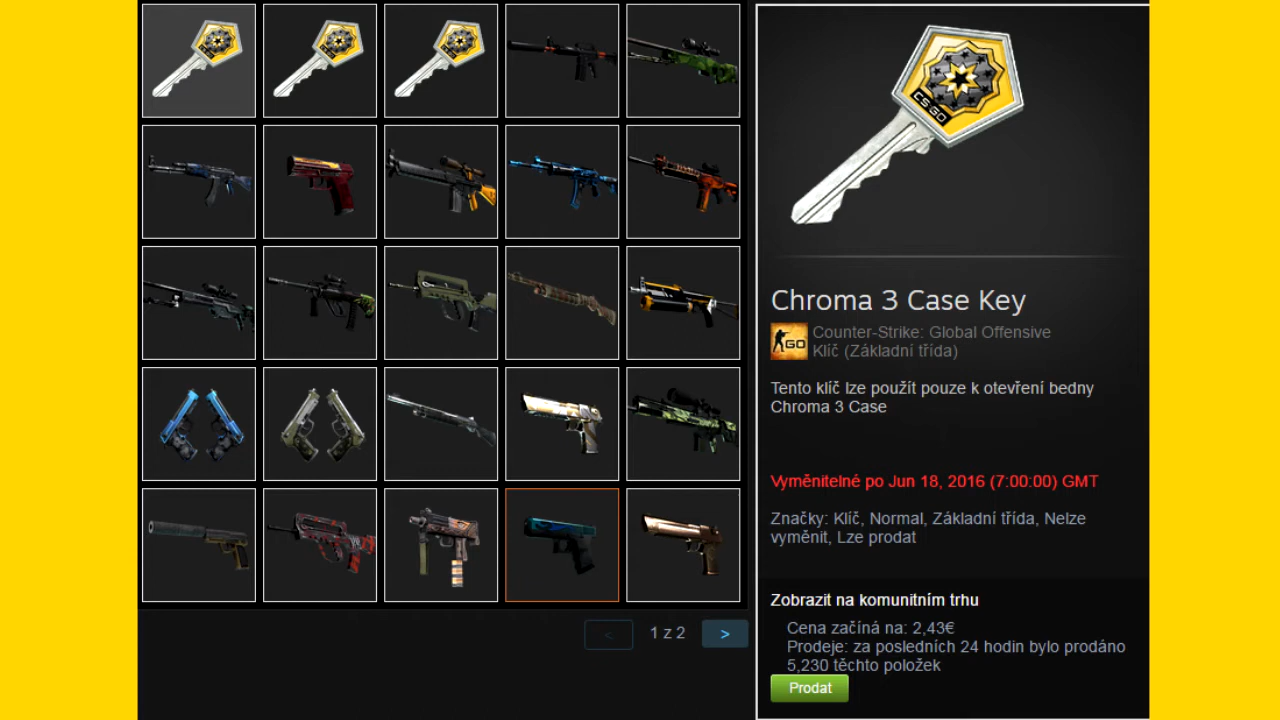 CS:GO
Chroma 3 Case Key
GO
Counter-Strike: Global Offensive
Klíč (Základní třída)
Tento klíč lze použít pouze k otevření bedny
Chroma 3 Case
Vyměnitelné po Jun 18, 2016 (7:00:00) GMT
Značky: Klíč, Normal, Základní třída, Nelze
vyměnit, Lze prodat
Zobrazit na komunitním trhu
Cena začíná na: 2,43€
Prodeje: za posledních 24 hodin bylo prodáno
5,230 těchto položek
Prodat
< 1 z 2 >